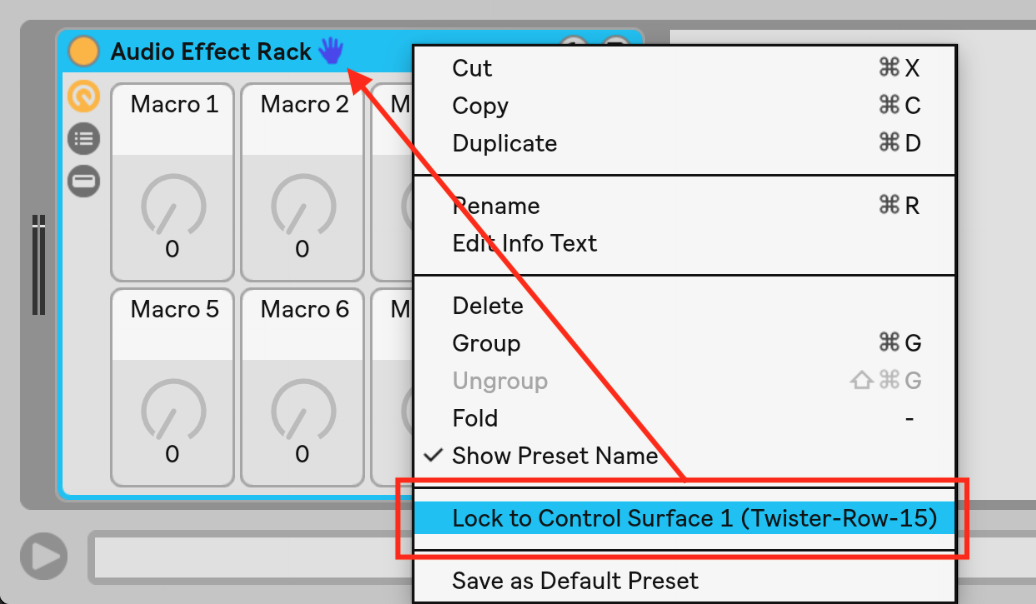 Audio Effect Rack
Macro 1
Macro 2
M
0
0
Macro 5
Macro 6
M
0
0
Cut ⌘ X
Copy ⌘ C
Duplicate ⌘ D
Rename ⌘ R
Edit Info Text
Delete
Group ⌘ G
Ungroup ⇧ ⌘ G
Fold -
✓ Show Preset Name
Lock to Control Surface 1 (Twister-Row-15)
Save as Default Preset